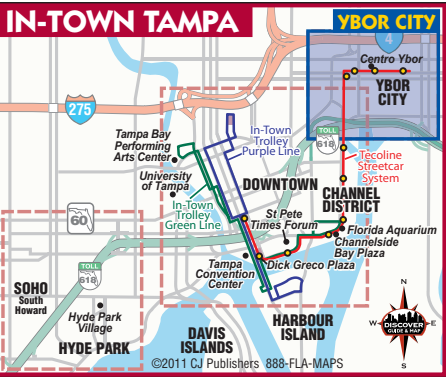 IN-TOWN TAMPA
YBOR CITY
4
Centro Ybor
YBOR
CITY
275
Tampa Bay
Performing
Arts Center
In-Town
Trolley
Purple Line
TOLL
618
University
of Tampa
Tecoline
Streetcar
System
DOWNTOWN
In-Town
Trolley
Green Line
CHANNEL
DISTRICT
60
St Pete
Times Forum
Florida Aquarium
Channelside
Bay Plaza
TOLL
618
Tampa
Convention
Center
Dick Greco Plaza
SOHO
South
Howard
Hyde Park
Village
HYDE PARK
DAVIS
ISLANDS
HARBOUR
ISLAND
N
W
E
S
DISCOVER
GUIDE & MAP
©2011 CJ Publishers 888-FLA-MAPS